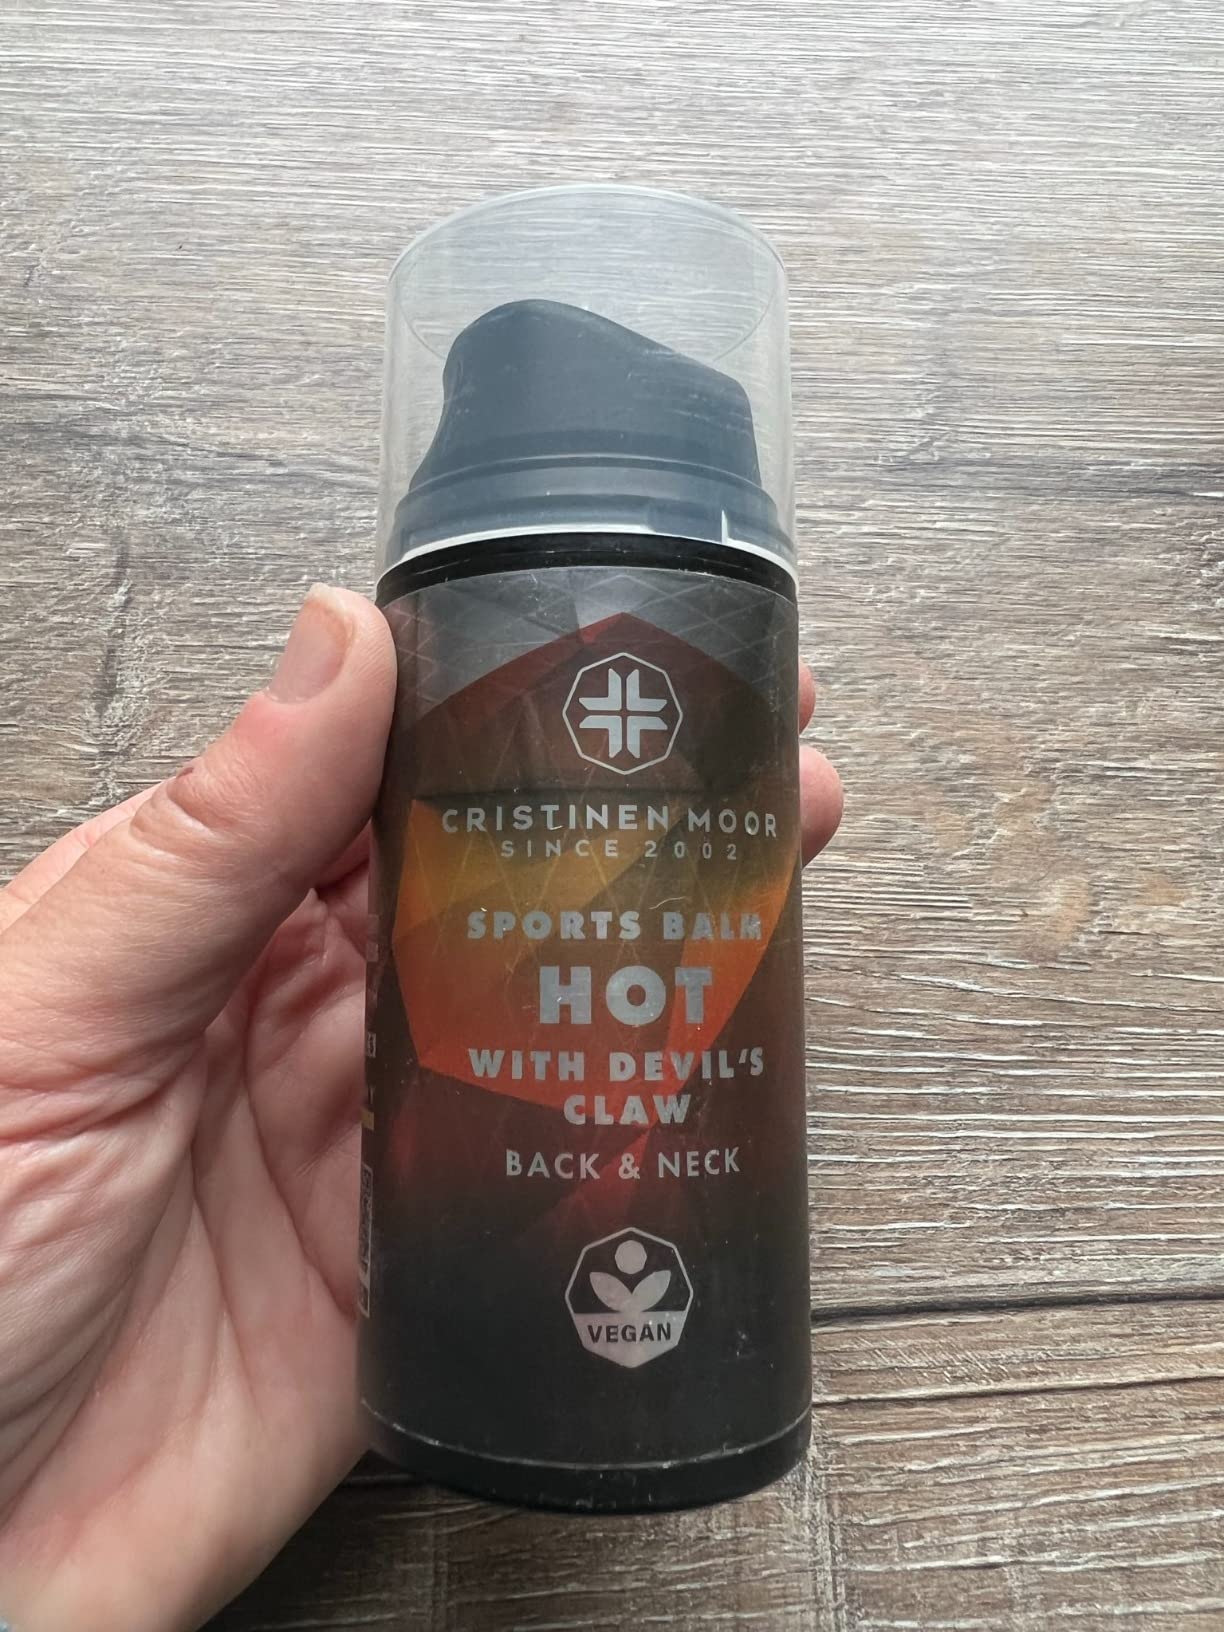 CRISTINEN MOOR
SINCE 2002
SPORTS BALM
HOT
WITH DEVIL'S
CLAW
BACK & NECK
VEGAN